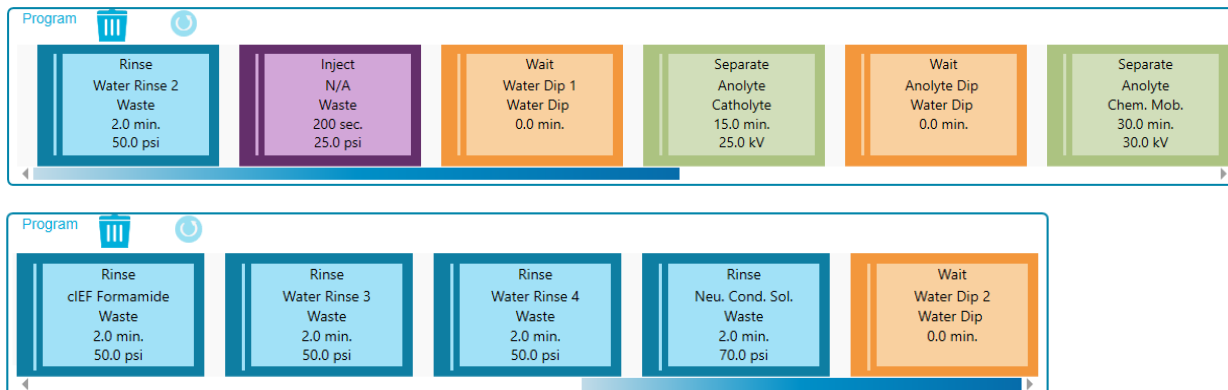 Program
Rinse
Water Rinse 2
Waste
2.0 min.
50.0 psi
Inject
N/A
Waste
200 sec.
25.0 psi
Wait
Water Dip 1
Water Dip
0.0 min.
Separate
Anolyte
Catholyte
15.0 min.
25.0 kV
Wait
Anolyte Dip
Water Dip
0.0 min.
Separate
Anolyte
Chem. Mob.
30.0 min.
30.0 kV
Program
Rinse
cIEF Formamide
Waste
2.0 min.
50.0 psi
Rinse
Water Rinse 3
Waste
2.0 min.
50.0 psi
Rinse
Water Rinse 4
Waste
2.0 min.
50.0 psi
Rinse
Neu. Cond. Sol.
Waste
2.0 min.
70.0 psi
Wait
Water Dip 2
Water Dip
0.0 min.